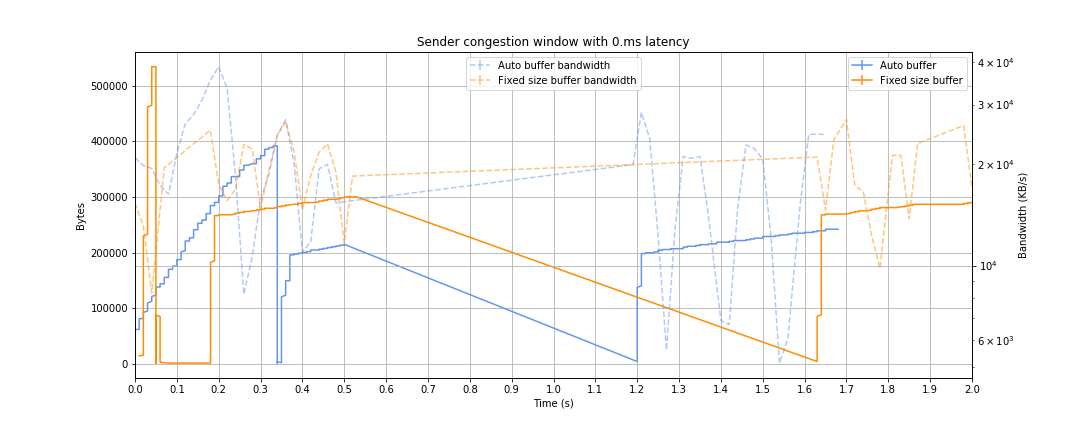 Sender congestion window with 0.ms latency
Auto buffer bandwidth
Fixed size buffer bandwidth
Auto buffer
Fixed size buffer
Bytes
500000
400000
300000
200000
100000
0
4 × 10⁴
3 × 10⁴
2 × 10⁴
10⁴
6 × 10³
Bandwidth (KB/s)
0.0 0.1 0.2 0.3 0.4 0.5 0.6 0.7 0.8 0.9 1.0 1.1 1.2 1.3 1.4 1.5 1.6 1.7 1.8 1.9 2.0
Time (s)